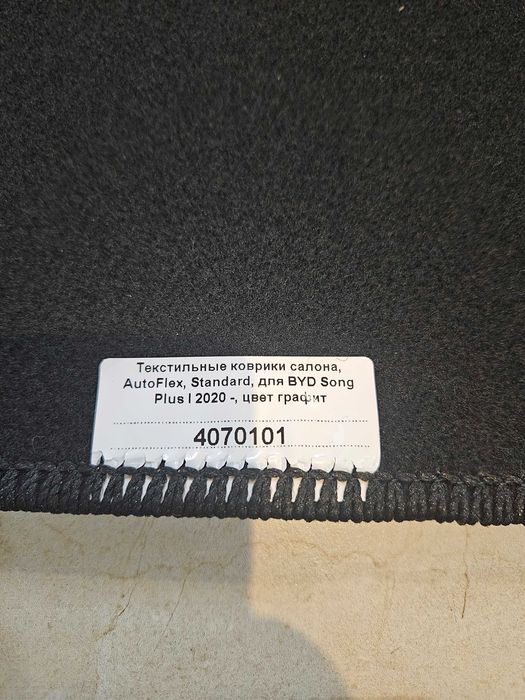 Текстильные коврики салона,
AutoFlex, Standard, для BYD Song
Plus I 2020 -, цвет графит
4070101